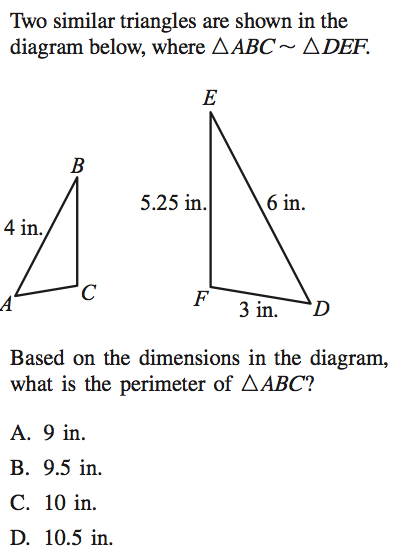 Two similar triangles are shown in the
diagram below, where △ABC ~ △DEF.
E
B
5.25 in.
6 in.
4 in.
C
A
F
3 in.
D
Based on the dimensions in the diagram,
what is the perimeter of △ABC?
A. 9 in.
B. 9.5 in.
C. 10 in.
D. 10.5 in.